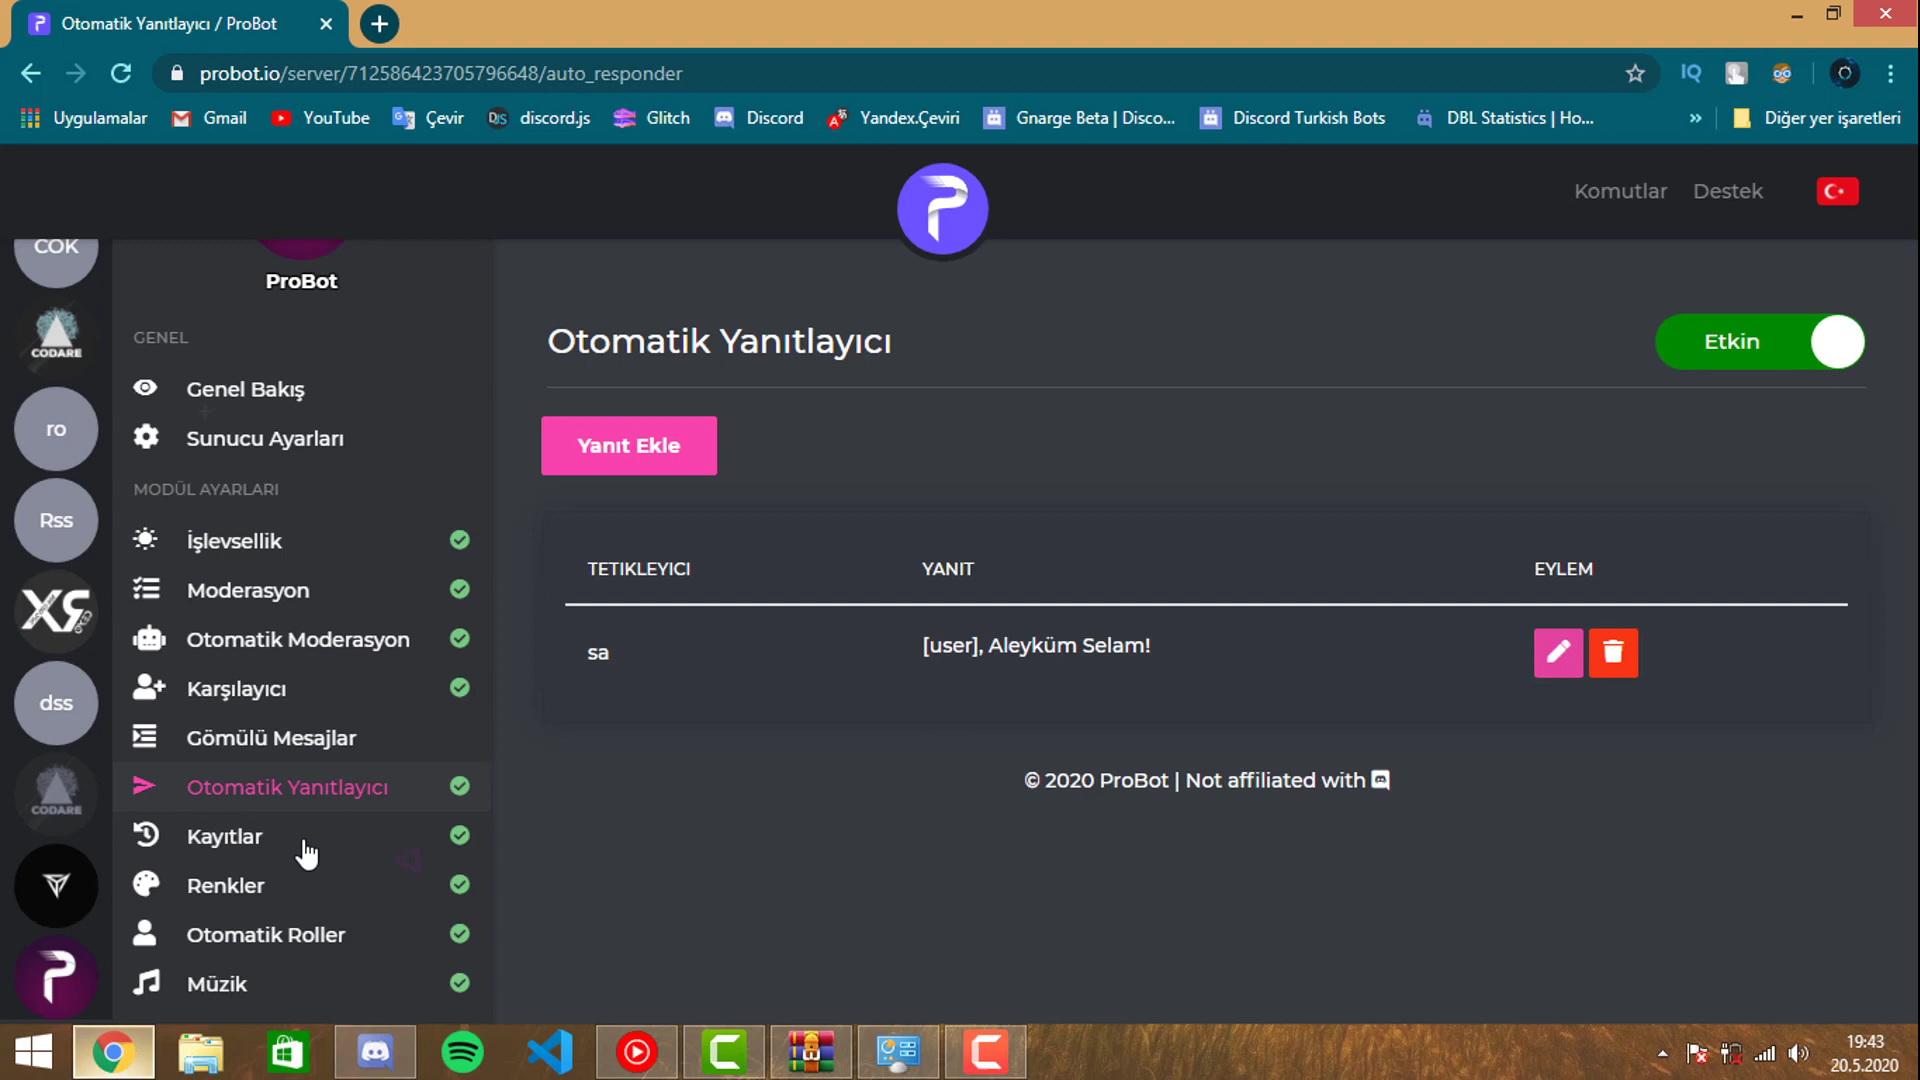 Otomatik Yanıtlayıcı / ProBot
probot.io/server/712586423705796648/auto_responder
IQ
Uygulamalar
Gmail
YouTube
Çevir
discord.js
Glitch
Discord
Yandex.Çeviri
Gnarge Beta | Disco...
Discord Turkish Bots
DBL Statistics | Ho...
»
Diğer yer işaretleri
Komutlar
Destek
COK
CODARE
ro
Rss
dss
CODARE
ProBot
GENEL
Genel Bakış
Sunucu Ayarları
MODÜL AYARLARI
İşlevsellik
Moderasyon
Otomatik Moderasyon
Karşılayıcı
Gömülü Mesajlar
Otomatik Yanıtlayıcı
Kayıtlar
Renkler
Otomatik Roller
Müzik
Otomatik Yanıtlayıcı
Etkin
Yanıt Ekle
TETIKLEYICI
YANIT
EYLEM
sa
[user], Aleyküm Selam!
© 2020 ProBot | Not affiliated with
19:43
20.5.2020